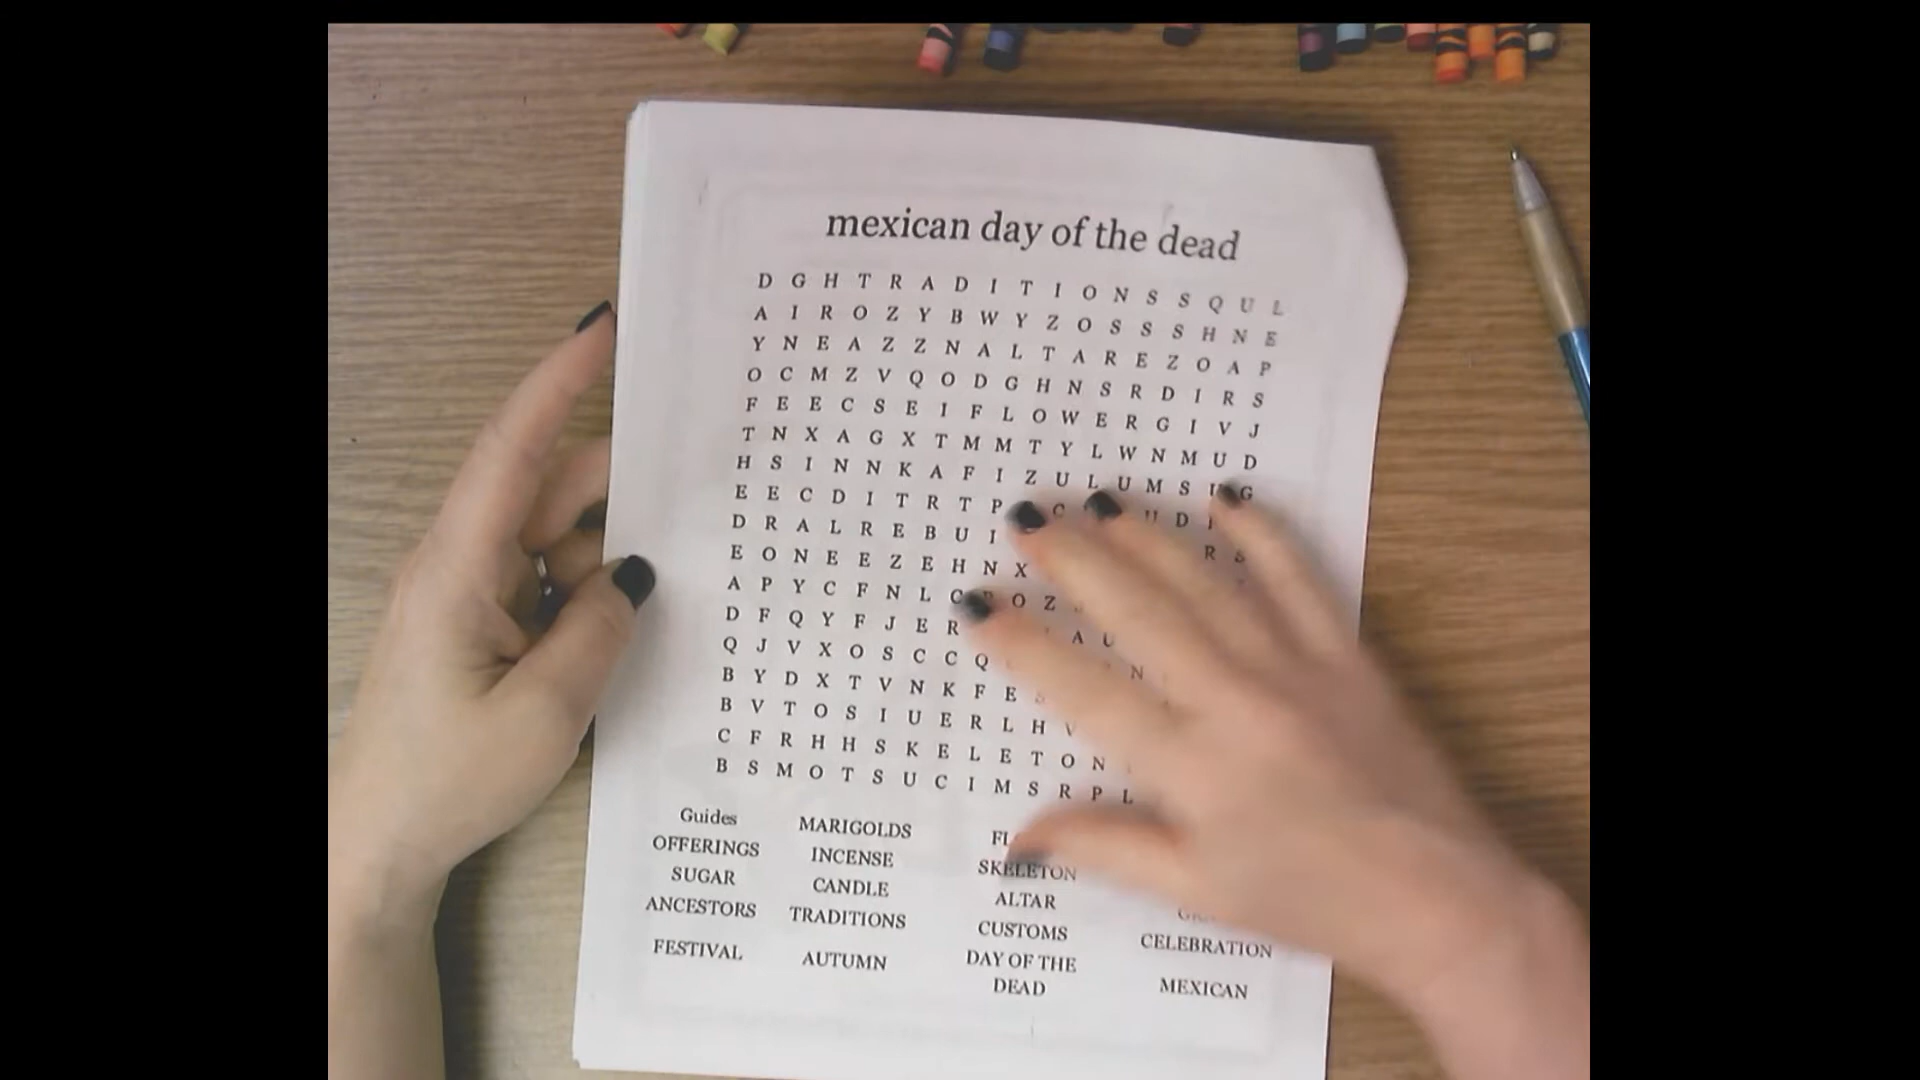 mexican day of the dead
D G H T R A D I T I O N S S Q U L
A I R O Z Y B W Y Z O S S S H N E
Y N E A Z Z N A L T A R E Z O A P
O C M Z V Q O D G H N S R D I R S
F E E C S E I F L O W E R G I V J
T N X A G X T M M T Y L W N M U D
H S I N N K A F I Z U L U M S U G
E E C D I T R T P C U D I
D R A L R E B U I R S
E O N E E Z E H N X
A P Y C F N L C R O Z
D F Q Y F J E R A U
Q J V X O S C C Q N
B Y D X T V N K F E S
B V T O S I U E R L H V
C F R H H S K E L E T O N
B S M O T S U C I M S R P L
Guides MARIGOLDS
OFFERINGS INCENSE SKELETON
SUGAR CANDLE ALTAR
ANCESTORS TRADITIONS CUSTOMS CELEBRATION
FESTIVAL AUTUMN DAY OF THE
DEAD MEXICAN